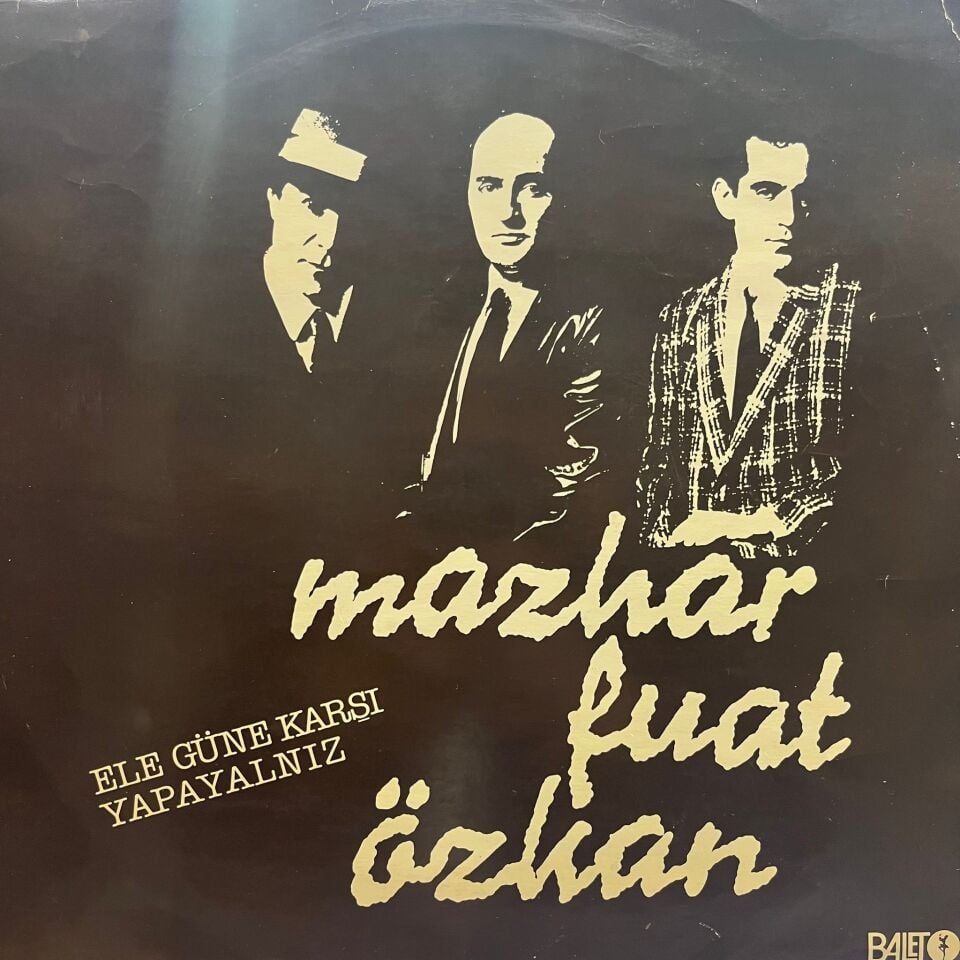 mazhar
fuat
özkan
ELE GÜNE KARŞI
YAPAYALNIZ
BALET